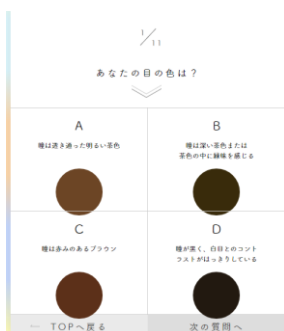 1/11
あなたの目の色は？
A
瞳は透き通った明るい茶色
B
瞳は深い茶色または
茶色の中に緑味を感じる
C
瞳は赤みのあるブラウン
D
瞳が黒く、白目とのコント
ラストがはっきりしている
← TOPへ戻る
次の質問へ